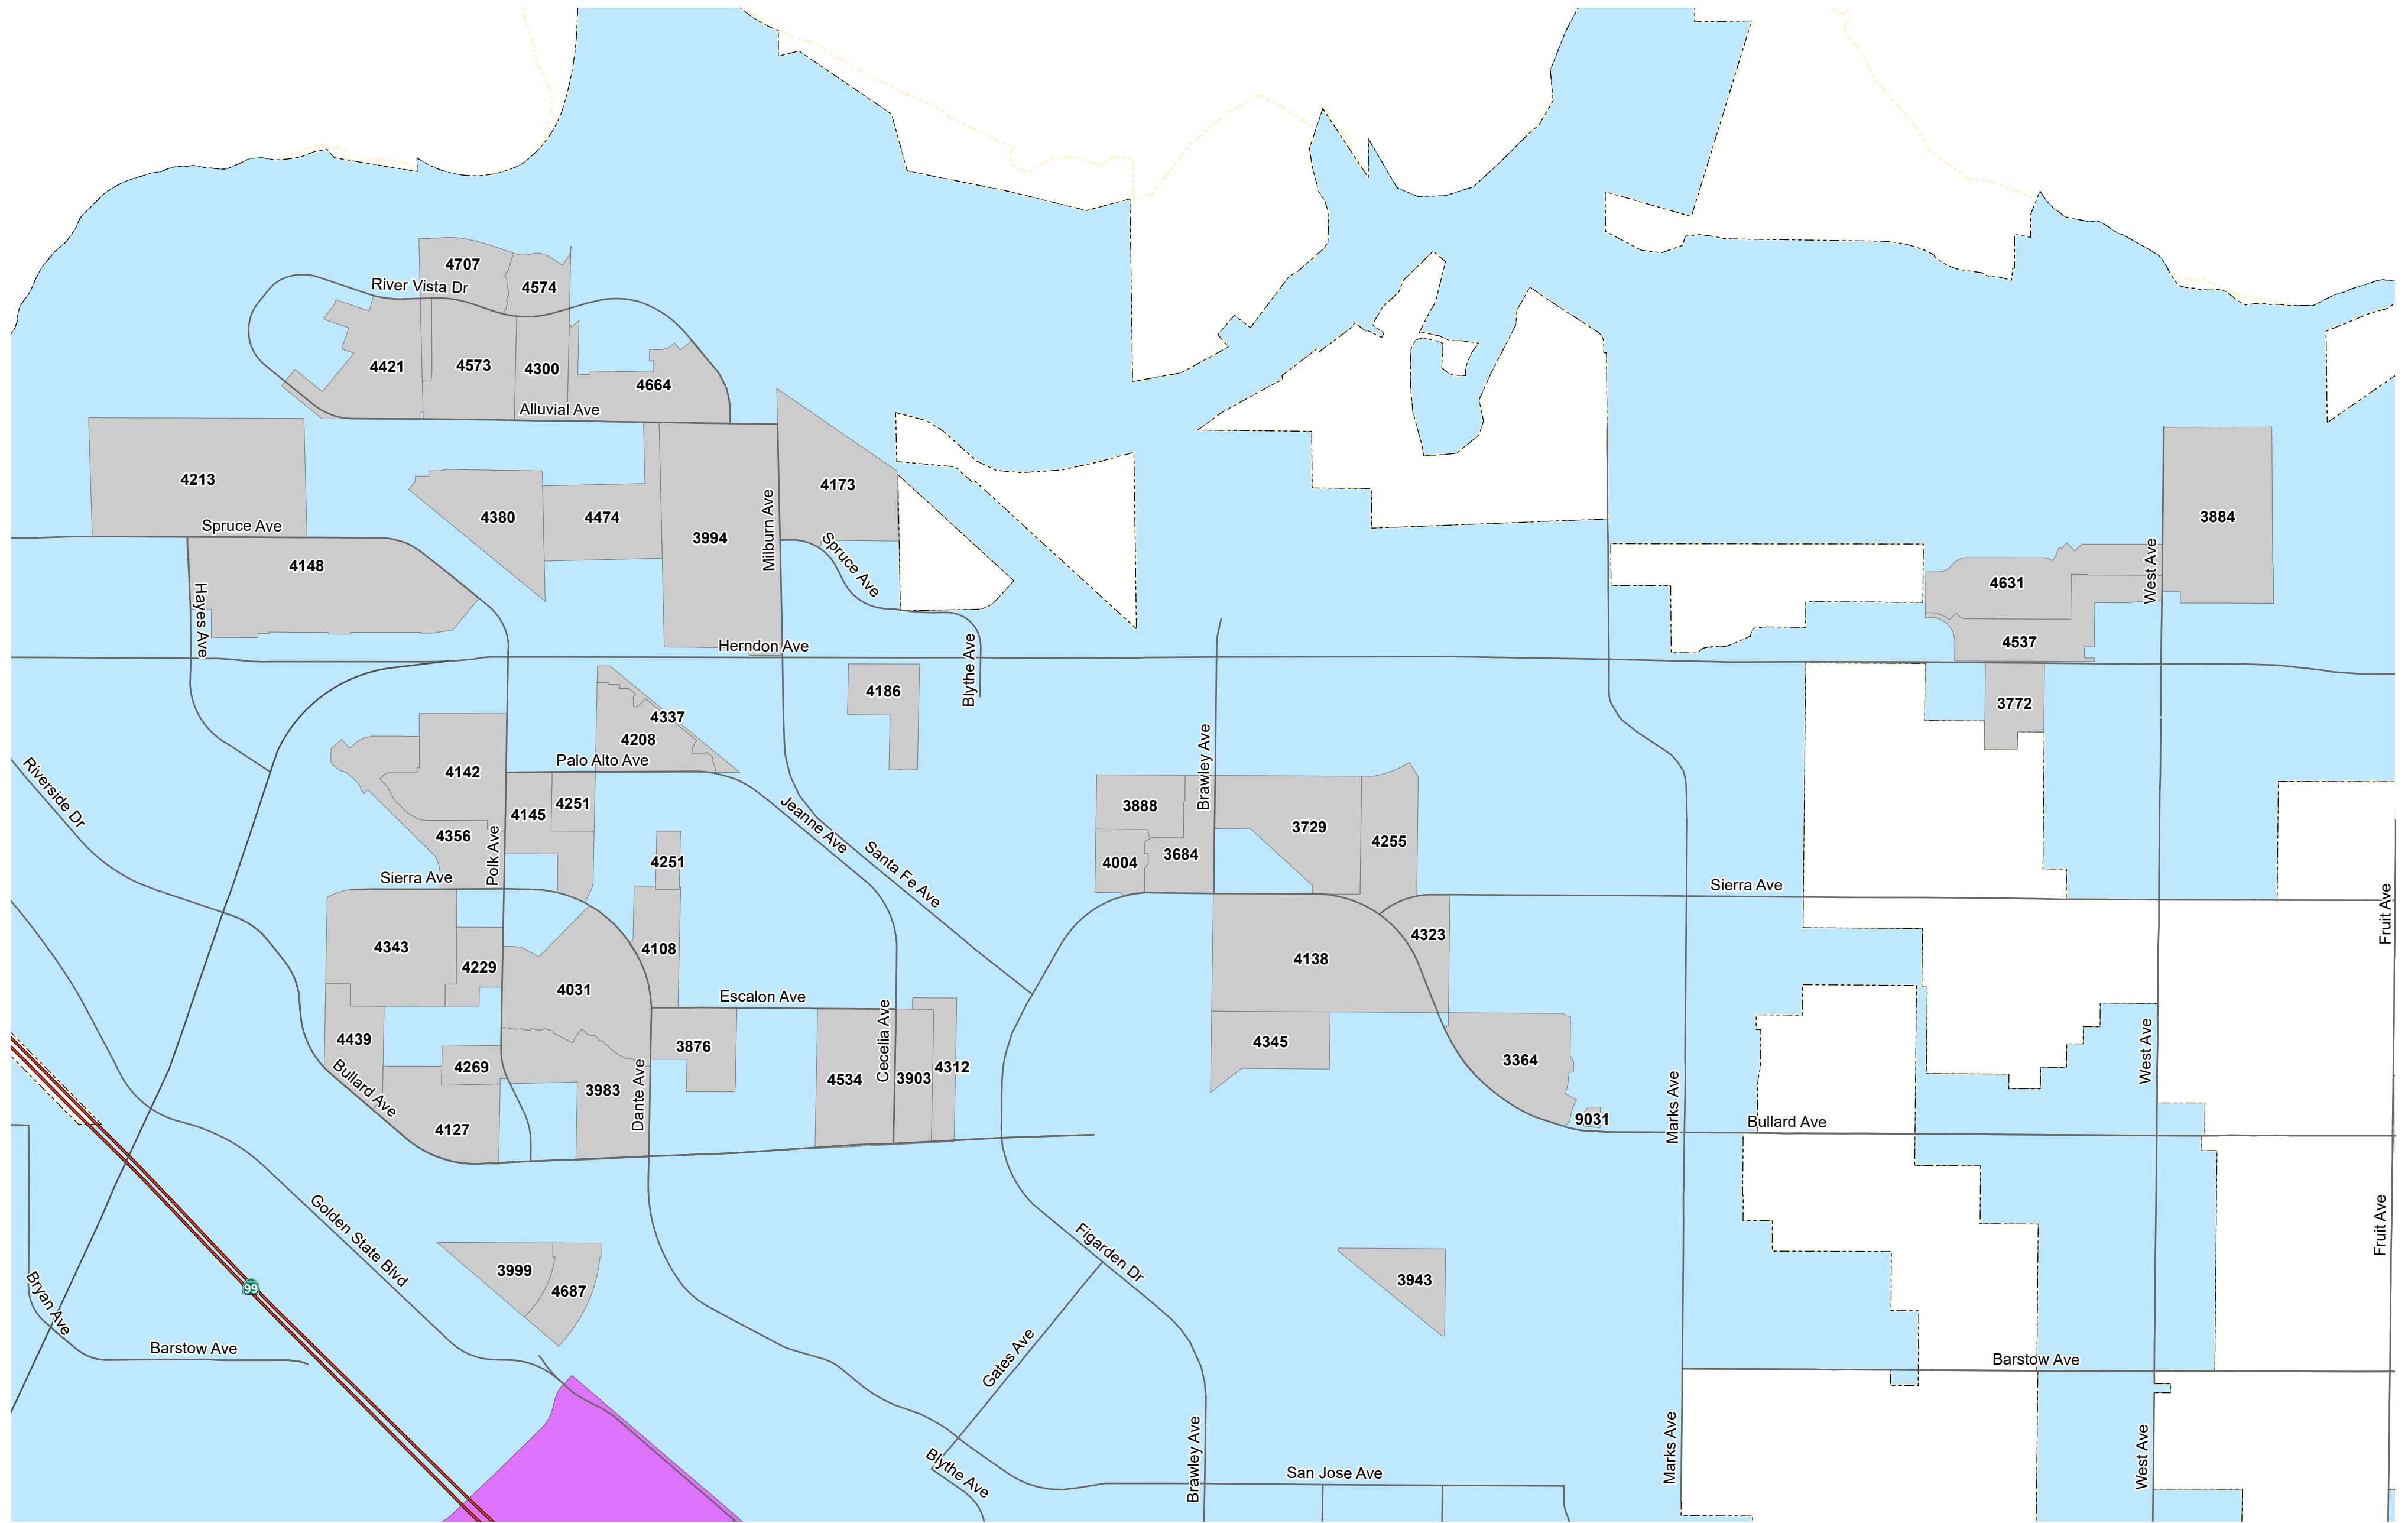 4707
4574
River Vista Dr
4421
4573
4300
4664
Alluvial Ave
4213
4173
4380
4474
3994
Milburn Ave
3884
Spruce Ave
Spruce Ave
4148
Hayes Ave
West Ave
4631
4537
Herndon Ave
Blythe Ave
4186
3772
4337
4208
Palo Alto Ave
Brawley Ave
4142
Riverside Dr
4145
4251
3888
Jeanne Ave
3729
4255
4356
Polk Ave
4251
Santa Fe Ave
4004
3684
Sierra Ave
Sierra Ave
Fruit Ave
4343
4108
4323
4229
4138
4031
Escalon Ave
4439
3876
Cecelia Ave
4345
West Ave
4269
4534
3903
4312
3364
Bullard Ave
3983
Dante Ave
Marks Ave
9031
Bullard Ave
4127
Golden State Blvd
Figarden Dr
Fruit Ave
3999
4687
3943
99
Bryan Ave
Barstow Ave
Gates Ave
Barstow Ave
Blythe Ave
Brawley Ave
San Jose Ave
Marks Ave
West Ave